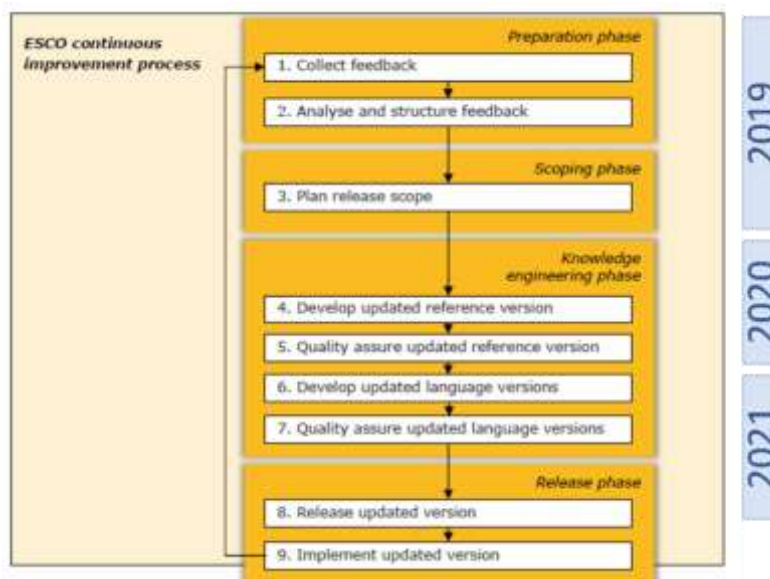 ESCO continuous
improvement process
Preparation phase
1. Collect feedback
2. Analyse and structure feedback
Scoping phase
3. Plan release scope
Knowledge
engineering phase
4. Develop updated reference version
5. Quality assure updated reference version
6. Develop updated language versions
7. Quality assure updated language versions
Release phase
8. Release updated version
9. Implement updated version
2019
2020
2021